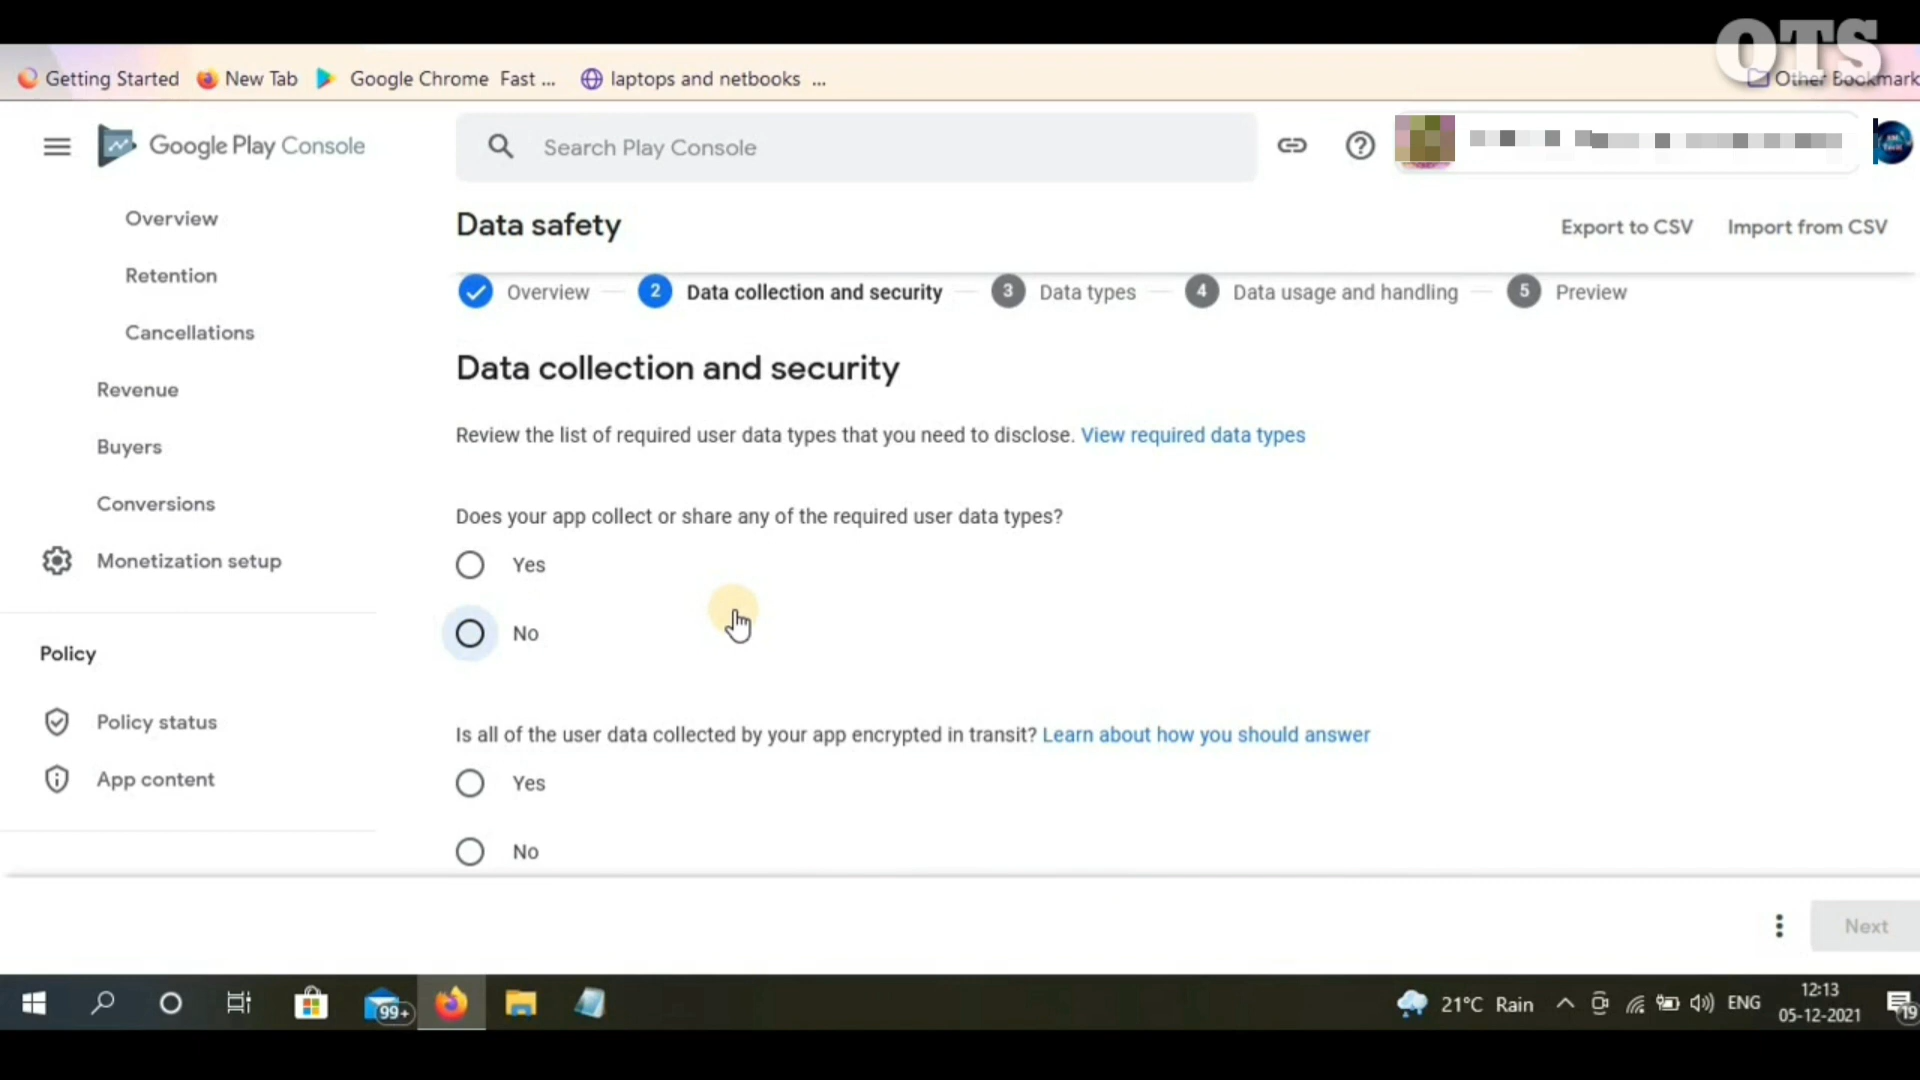 OTS
Getting Started New Tab Google Chrome Fast ... laptops and netbooks ... Other Bookmark
Google Play Console
Search Play Console
Overview
Retention
Cancellations
Revenue
Buyers
Conversions
Monetization setup
Policy
Policy status
App content
Data safety
Export to CSV Import from CSV
Overview 2 Data collection and security 3 Data types 4 Data usage and handling 5 Preview
Data collection and security
Review the list of required user data types that you need to disclose. View required data types
Does your app collect or share any of the required user data types?
Yes
No
Is all of the user data collected by your app encrypted in transit? Learn about how you should answer
Yes
No
Next
99+
21°C Rain
ENG
12:13
05-12-2021
19